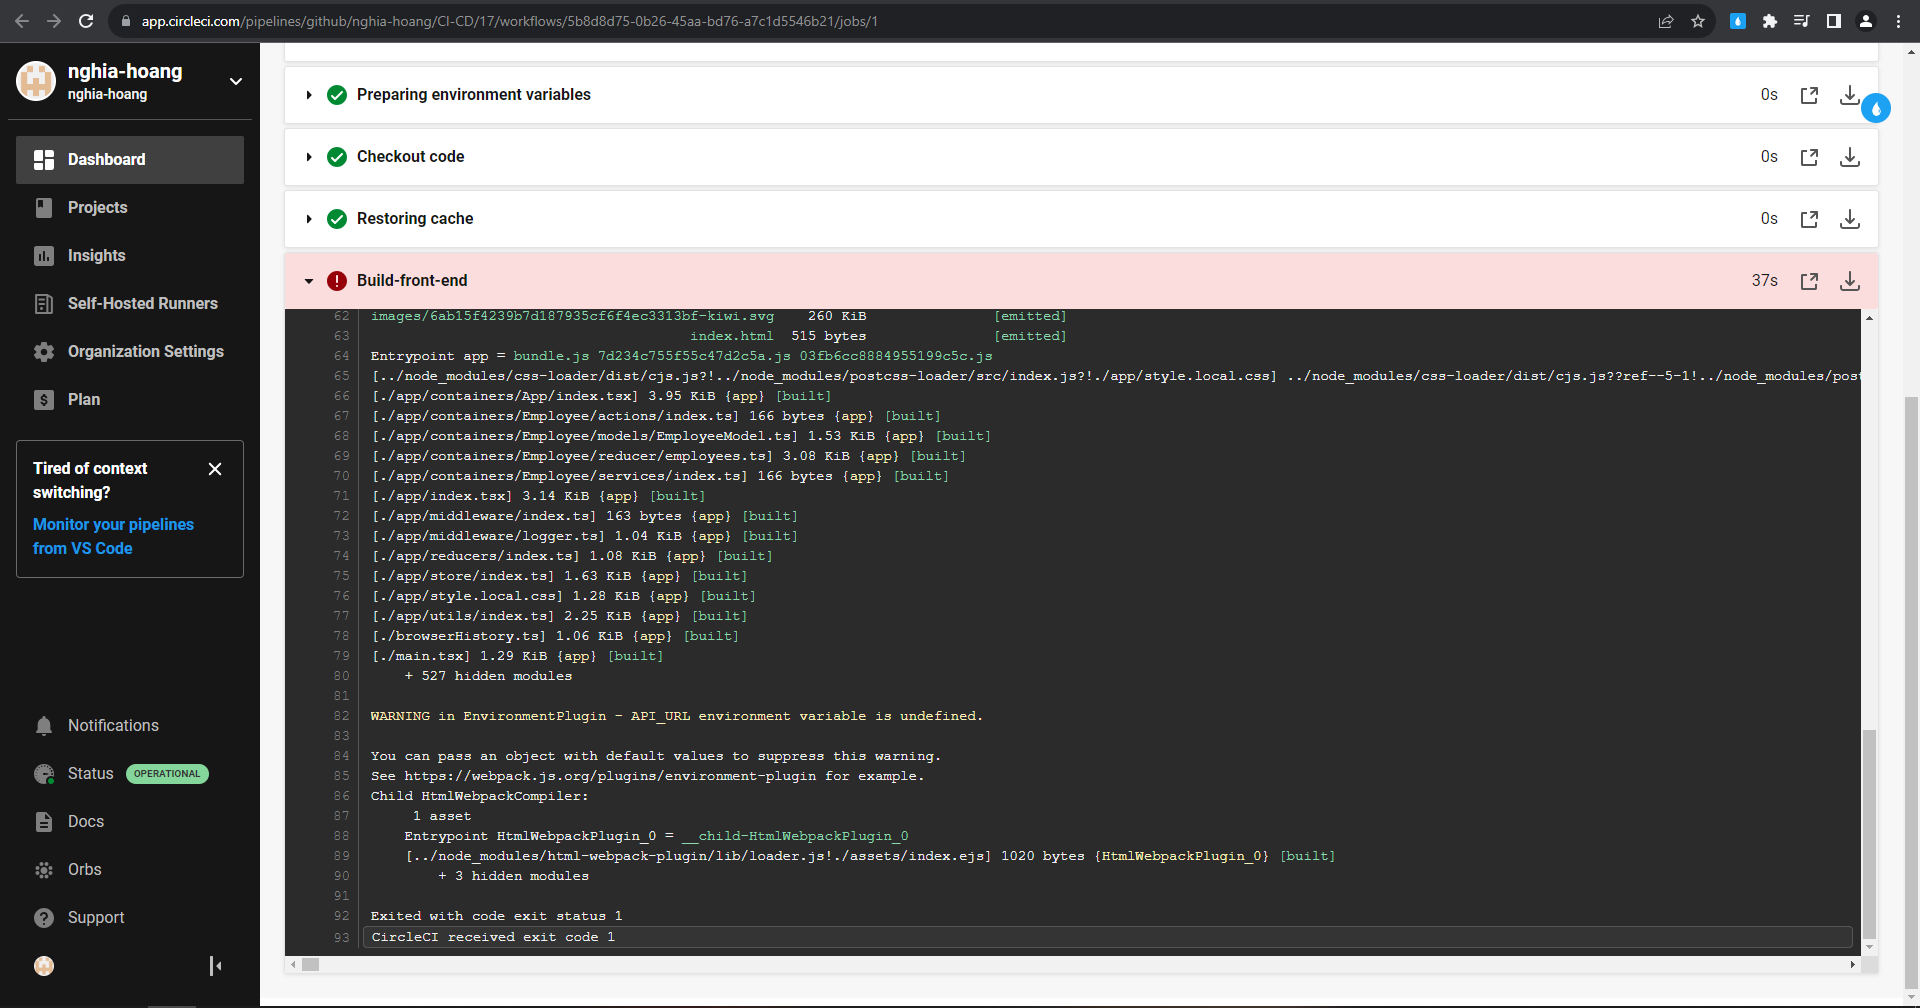 app.circleci.com/pipelines/github/nghia-hoang/CI-CD/17/workflows/5b8d8d75-0b26-45aa-bd76-a7c1d5546b21/jobs/1
nghia-hoang
nghia-hoang
Dashboard
Projects
Insights
Self-Hosted Runners
Organization Settings
Plan
Tired of context
switching?
Monitor your pipelines
from VS Code
Notifications
Status OPERATIONAL
Docs
Orbs
Support
Preparing environment variables 0s
Checkout code 0s
Restoring cache 0s
Build-front-end 37s
62 images/6ab15f4239b7d187935cf6f4ec3313bf-kiwi.svg 260 KiB [emitted]
63 index.html 515 bytes [emitted]
64 Entrypoint app = bundle.js 7d234c755f55c47d2c5a.js 03fb6cc8884955199c5c.js
65 [../node_modules/css-loader/dist/cjs.js?!../node_modules/postcss-loader/src/index.js?!./app/style.local.css] ../node_modules/css-loader/dist/cjs.js??ref--5-1!../node_modules/post
66 [./app/containers/App/index.tsx] 3.95 KiB {app} [built]
67 [./app/containers/Employee/actions/index.ts] 166 bytes {app} [built]
68 [./app/containers/Employee/models/EmployeeModel.ts] 1.53 KiB {app} [built]
69 [./app/containers/Employee/reducer/employees.ts] 3.08 KiB {app} [built]
70 [./app/containers/Employee/services/index.ts] 166 bytes {app} [built]
71 [./app/index.tsx] 3.14 KiB {app} [built]
72 [./app/middleware/index.ts] 163 bytes {app} [built]
73 [./app/middleware/logger.ts] 1.04 KiB {app} [built]
74 [./app/reducers/index.ts] 1.08 KiB {app} [built]
75 [./app/store/index.ts] 1.63 KiB {app} [built]
76 [./app/style.local.css] 1.28 KiB {app} [built]
77 [./app/utils/index.ts] 2.25 KiB {app} [built]
78 [./browserHistory.ts] 1.06 KiB {app} [built]
79 [./main.tsx] 1.29 KiB {app} [built]
80 + 527 hidden modules
81
82 WARNING in EnvironmentPlugin - API_URL environment variable is undefined.
83
84 You can pass an object with default values to suppress this warning.
85 See https://webpack.js.org/plugins/environment-plugin for example.
86 Child HtmlWebpackCompiler:
87 1 asset
88 Entrypoint HtmlWebpackPlugin_0 = __child-HtmlWebpackPlugin_0
89 [../node_modules/html-webpack-plugin/lib/loader.js!./assets/index.ejs] 1020 bytes {HtmlWebpackPlugin_0} [built]
90 + 3 hidden modules
91
92 Exited with code exit status 1
93 CircleCI received exit code 1